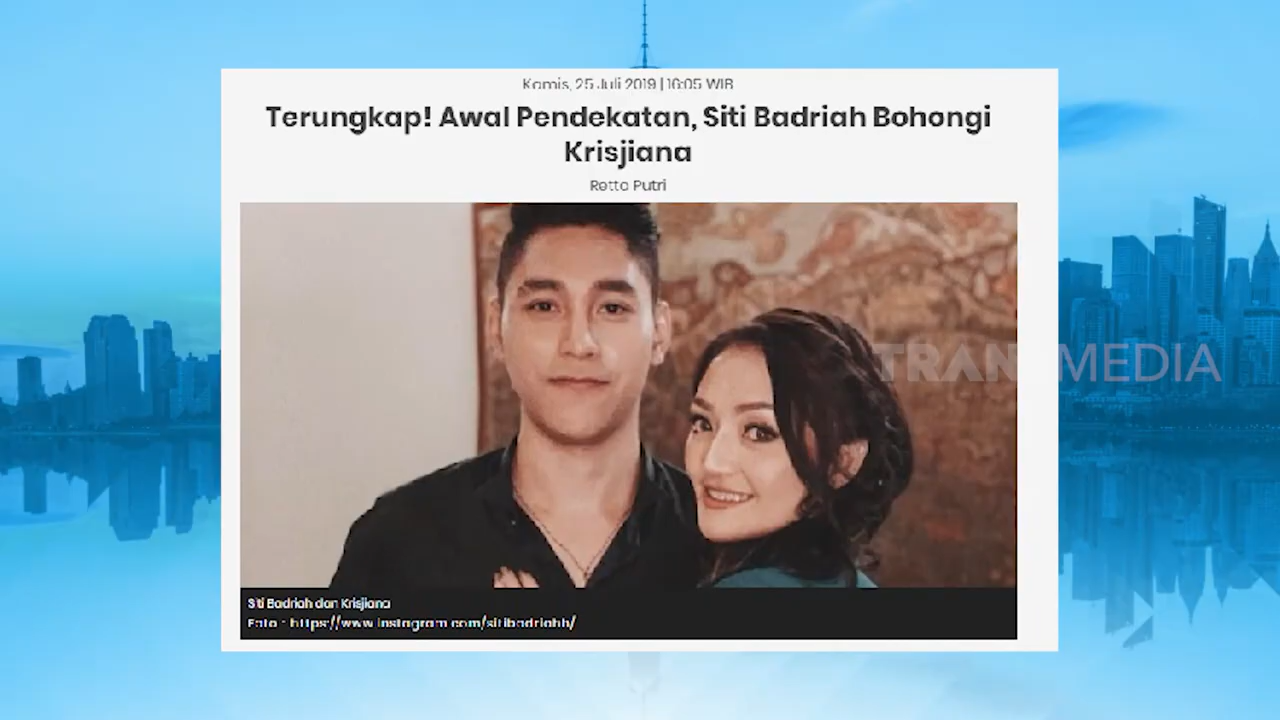 Kamis, 25 Juli 2019 | 16:05 WIB
Terungkap! Awal Pendekatan, Siti Badriah Bohongi
Krisjiana
Retta Putri
TRANSMEDIA
Siti Badriah dan Krisjiana
Foto : https://www.instagram.com/sitibadriahh/